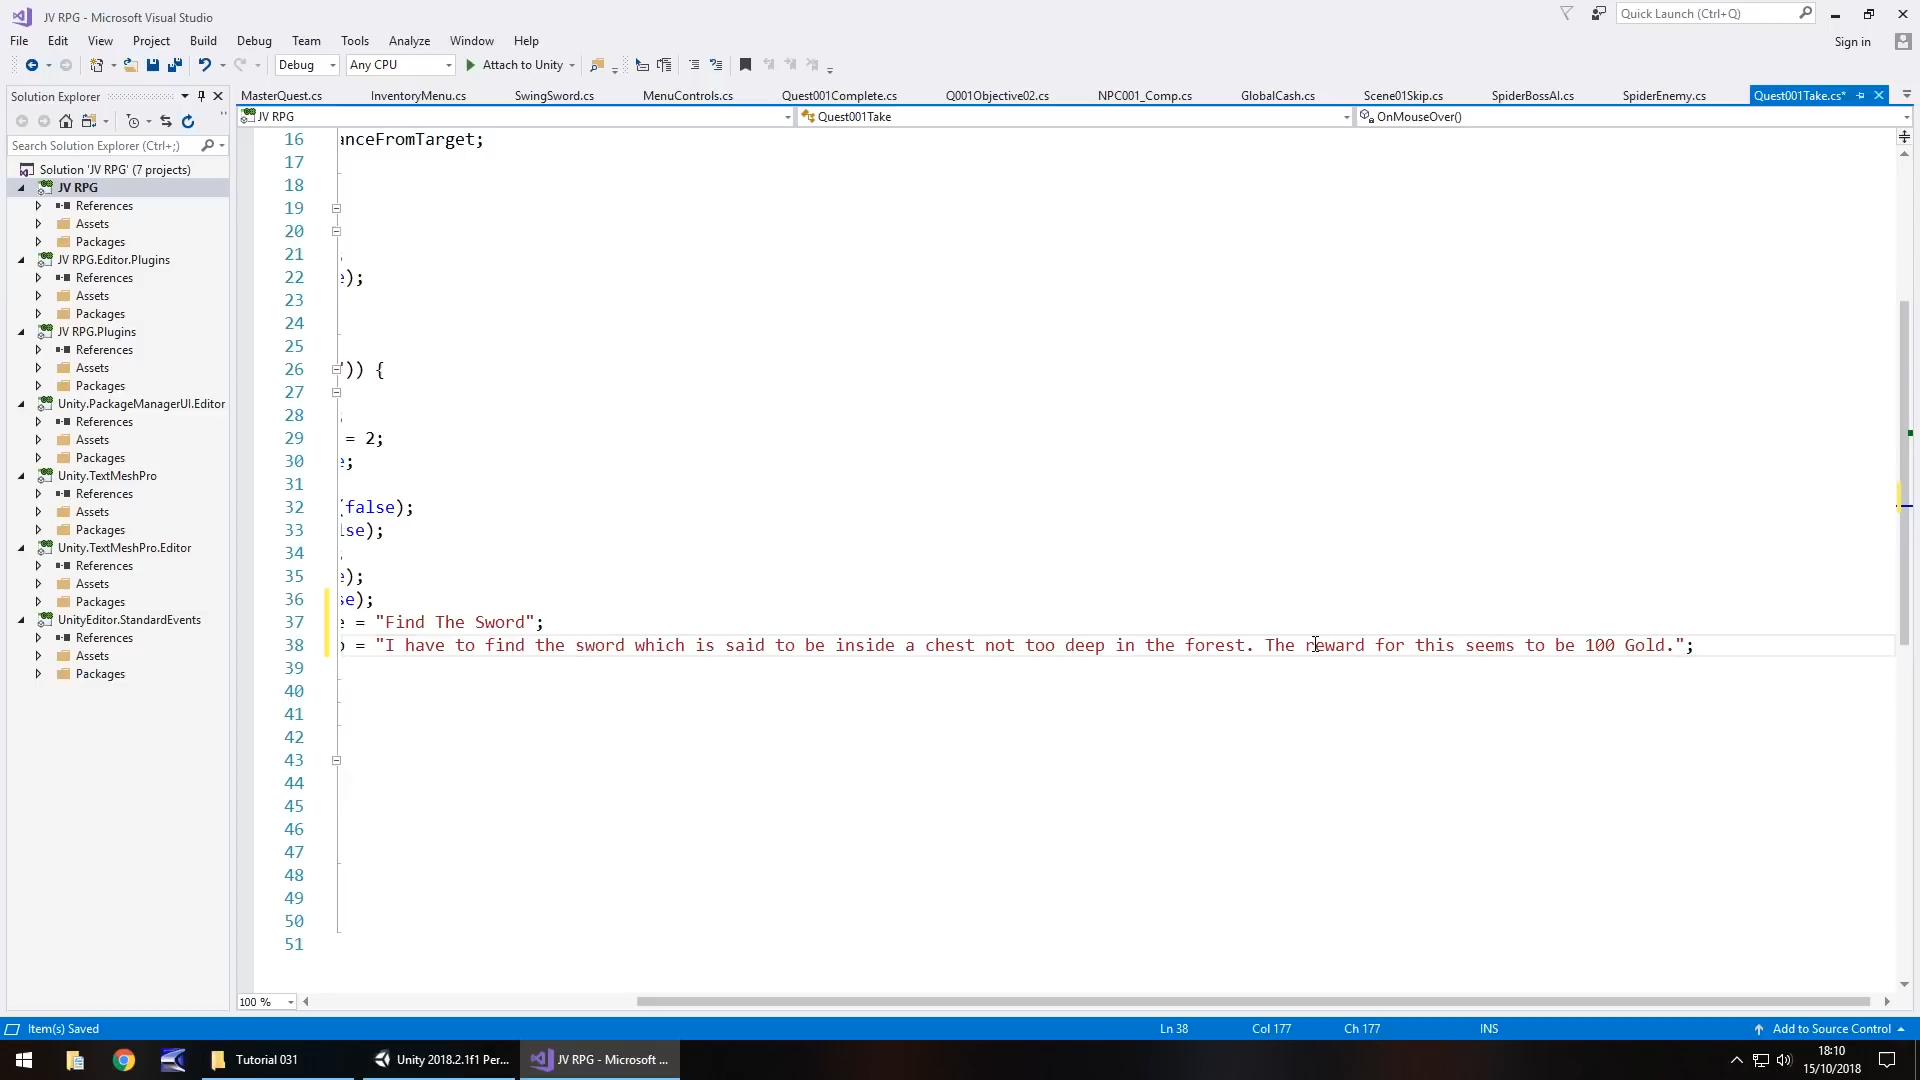 JV RPG - Microsoft Visual Studio
Quick Launch (Ctrl+Q)
File Edit View Project Build Debug Team Tools Analyze Window Help
Sign in
Debug Any CPU Attach to Unity
Solution Explorer
MasterQuest.cs InventoryMenu.cs SwingSword.cs MenuControls.cs Quest001Complete.cs Q001Objective02.cs NPC001_Comp.cs GlobalCash.cs Scene01Skip.cs SpiderBossAI.cs SpiderEnemy.cs Quest001Take.cs*
JV RPG Quest001Take OnMouseOver()
Search Solution Explorer (Ctrl+;)
Solution 'JV RPG' (7 projects)
JV RPG
References
Assets
Packages
JV RPG.Editor.Plugins
References
Assets
Packages
JV RPG.Plugins
References
Assets
Packages
Unity.PackageManagerUI.Editor
References
Assets
Packages
Unity.TextMeshPro
References
Assets
Packages
Unity.TextMeshPro.Editor
References
Assets
Packages
UnityEditor.StandardEvents
References
Assets
Packages
16 anceFromTarget;
17
18
19
20
21 ;
22 e);
23
24
25
26 ")) {
27
28 ;
29 = 2;
30 e;
31
32 (false);
33 lse);
34 ;
35 e);
36 se);
37 e = "Find The Sword";
38 o = "I have to find the sword which is said to be inside a chest not too deep in the forest. The reward for this seems to be 100 Gold.";
39
40
41
42
43
44
45
46
47
48
49
50
51
100 %
Item(s) Saved Ln 38 Col 177 Ch 177 INS Add to Source Control
Tutorial 031 Unity 2018.2.1f1 Per... JV RPG - Microsoft ...
18:10
15/10/2018